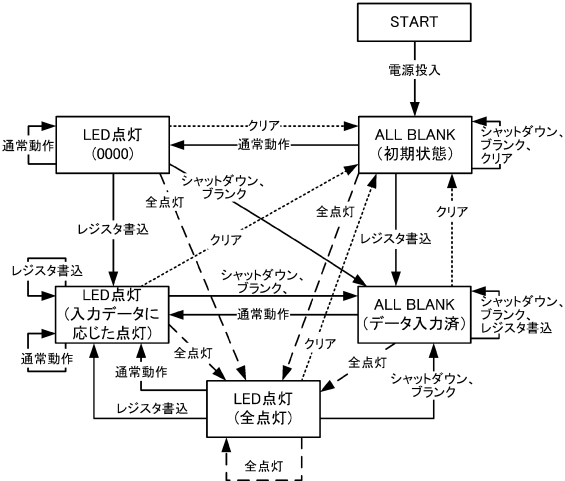 START
電源投入
LED点灯
(0000)
クリア
通常動作
ALL BLANK
(初期状態)
シャットダウン、
ブランク、
クリア
通常動作
シャットダウン、
ブランク
全点灯
全点灯
クリア
クリア
レジスタ書込
レジスタ書込
レジスタ書込
LED点灯
(入力データに
応じた点灯)
シャットダウン、
ブランク、
通常動作
ALL BLANK
(データ入力済)
シャットダウン、
ブランク、
レジスタ書込
通常動作
全点灯
クリア
全点灯
通常動作
シャットダウン、
ブランク、
レジスタ書込
LED点灯
(全点灯)
全点灯